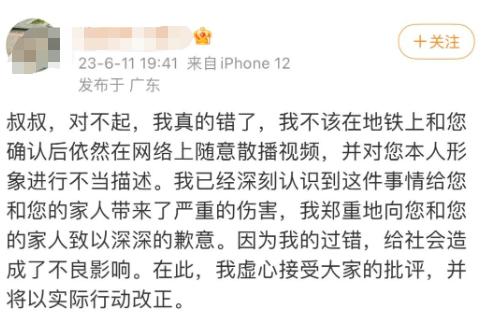 +关注
23-6-11 19:41 来自iPhone 12
发布于 广东
叔叔，对不起，我真的错了，我不该在地铁上和您
确认后依然在网络上随意散播视频，并对您本人形
象进行不当描述。我已经深刻认识到这件事情给您
和您的家人带来了严重的伤害，我郑重地向您和您
的家人致以深深的歉意。因为我的过错，给社会造
成了不良影响。在此，我虚心接受大家的批评，并
将以实际行动改正。